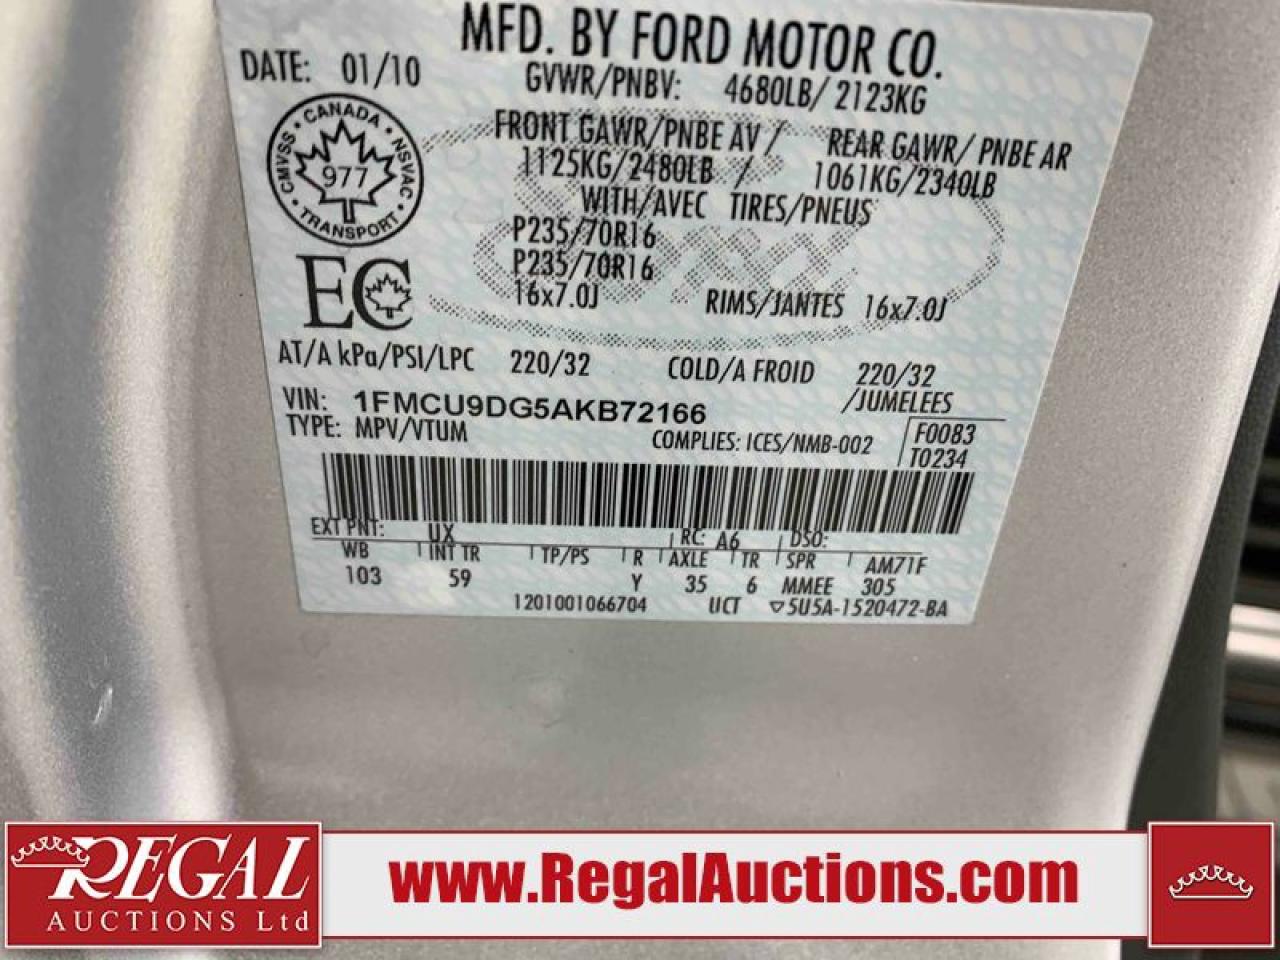 MFD. BY FORD MOTOR CO.
DATE: 01/10
GVWR/PNBV: 4680LB/ 2123KG
CANADA
CMVSS
NSVAC
977
TRANSPORT
FRONT GAWR/PNBE AV / REAR GAWR/ PNBE AR
1125KG/2480LB / 1061KG/2340LB
WITH/AVEC TIRES/PNEUS
P235/70R16
P235/70R16
16x7.0J RIMS/JANTES 16x7.0J
EC
AT/A kPa/PSI/LPC 220/32 COLD/A FROID 220/32
/JUMELEES
VIN: 1FMCU9DG5AKB72166
TYPE: MPV/VTUM
COMPLIES: ICES/NMB-002
F0083
T0234
EXT PNT: UX RC: A6 DSO:
WB INT TR TP/PS R AXLE TR SPR AM71F
103 59 Y 35 6 MMEE 305
1201001066704 UCT ▽5U5A-1520472-BA
REGAL
AUCTIONS Ltd
www.RegalAuctions.com